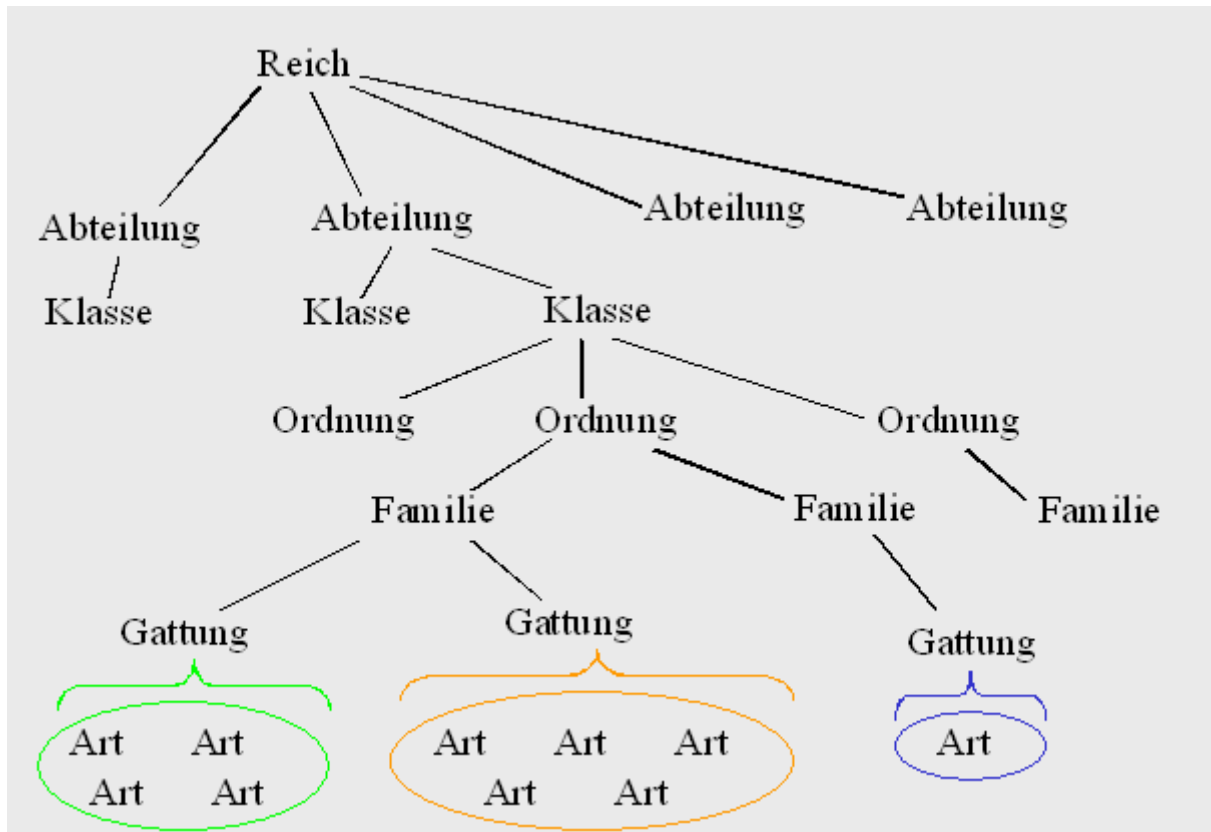 Reich
Abteilung Abteilung Abteilung Abteilung
Klasse Klasse Klasse
Ordnung Ordnung Ordnung
Familie Familie Familie
Gattung Gattung Gattung
Art Art Art Art Art Art
Art Art Art Art